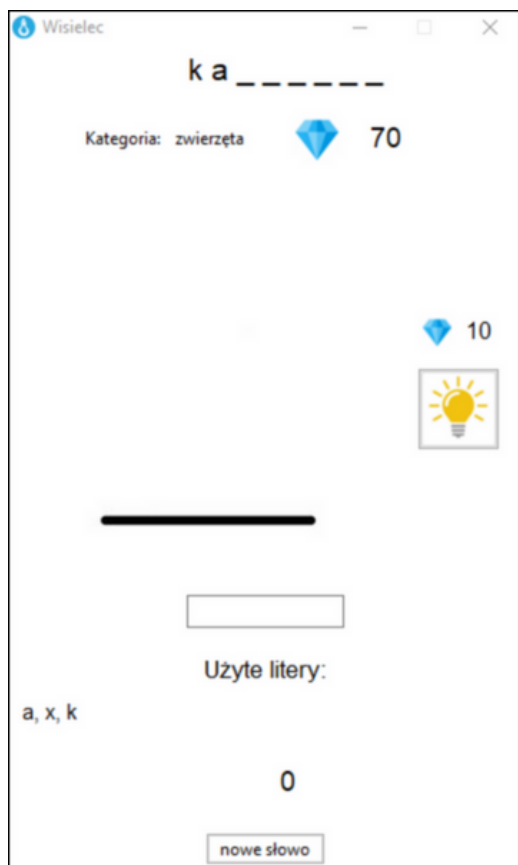 Wisielec
k a _ _ _ _ _ _
Kategoria: zwierzęta 70
10
Użyte litery:
a, x, k
0
nowe słowo